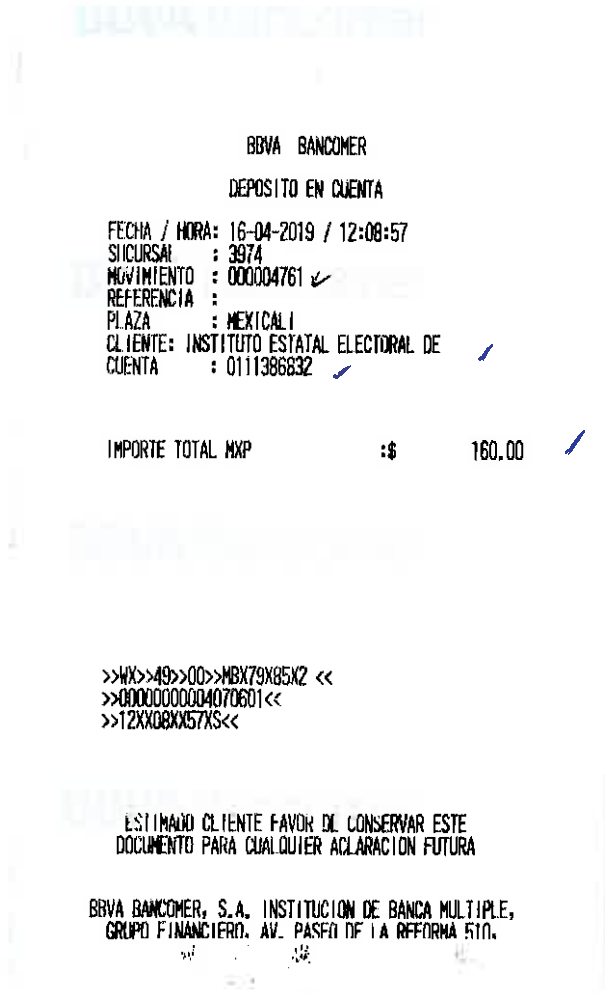 BBVA BANCOMER
DEPOSITO EN CUENTA
FECHA / HORA: 16-04-2019 / 12:08:57
SUCURSAL : 3974
MOVIMIENTO : 000004761
REFERENCIA :
PLAZA : MEXICALI
CLIENTE: INSTITUTO ESTATAL ELECTORAL DE
CUENTA : 0111386832
IMPORTE TOTAL MXP :$ 160.00
>>WX>>49>>00>>MBX79X85X2 <<
>>00000000004070601<<
>>12XX08XX57XS<<
ESTIMADO CLIENTE FAVOR DE CONSERVAR ESTE
DOCUMENTO PARA CUALQUIER ACLARACION FUTURA
BBVA BANCOMER, S.A. INSTITUCION DE BANCA MULTIPLE,
GRUPO FINANCIERO. AV. PASEO DE LA REFORMA 510.